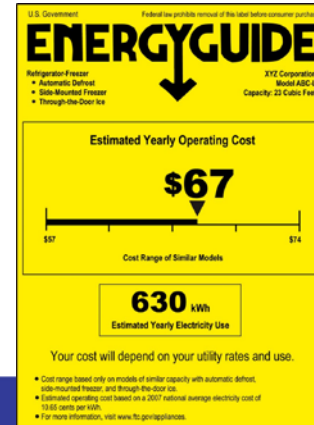 U.S. Government Federal law prohibits removal of this label before consumer
ENERGYGUIDE
Refrigerator-Freezer
• Automatic Defrost
• Side-Mounted Freezer
• Through-the-Door Ice
XYZ Corporation
Model ABC-
Capacity: 23 Cubic
Estimated Yearly Operating Cost
$67
$57 $74
Cost Range of Similar Models
630 kWh
Estimated Yearly Electricity Use
Your cost will depend on your utility rates and use.
• Cost range based only on models of similar capacity with automatic defrost,
side-mounted freezer, and through-the-door ice.
• Estimated operating cost based on a 2007 national average electricity cost of
10.65 cents per kWh.
• For more information, visit www.ftc.gov/appliances.